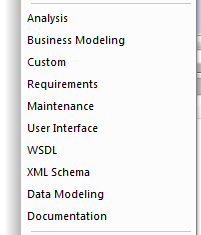 Analysis
Business Modeling
Custom
Requirements
Maintenance
User Interface
WSDL
XML Schema
Data Modeling
Documentation